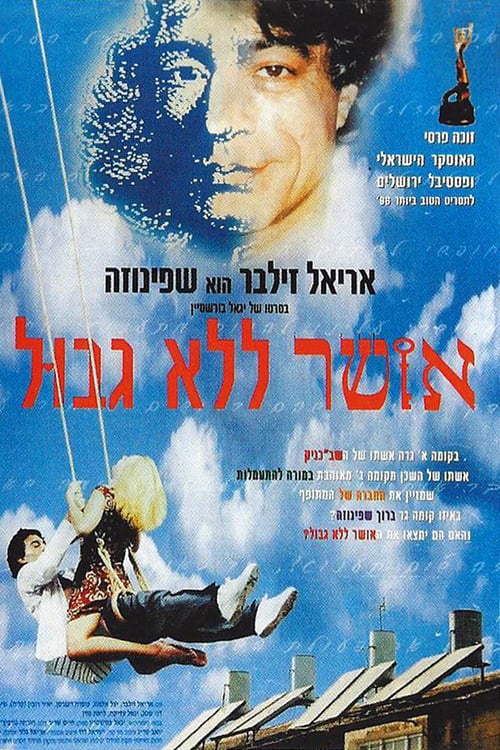 זוכה פרסי
האוסקר הישראלי
ופסטיבל ירושלים
לתסריט הטוב ביותר '96
אריאל זילבר הוא שפינוזה
בסרטו של יגאל בורשטיין
אושר ללא גבול
בקומה א' גרה אשתו של השב"כניק
אשתו של השכן מקומה ג' מאוהבת במורה להתעמלות
שמזיין את החברה של המתופף
באיזו קומה גר ברוך שפינוזה?
והאם הם ימצאו את האושר ללא גבול?